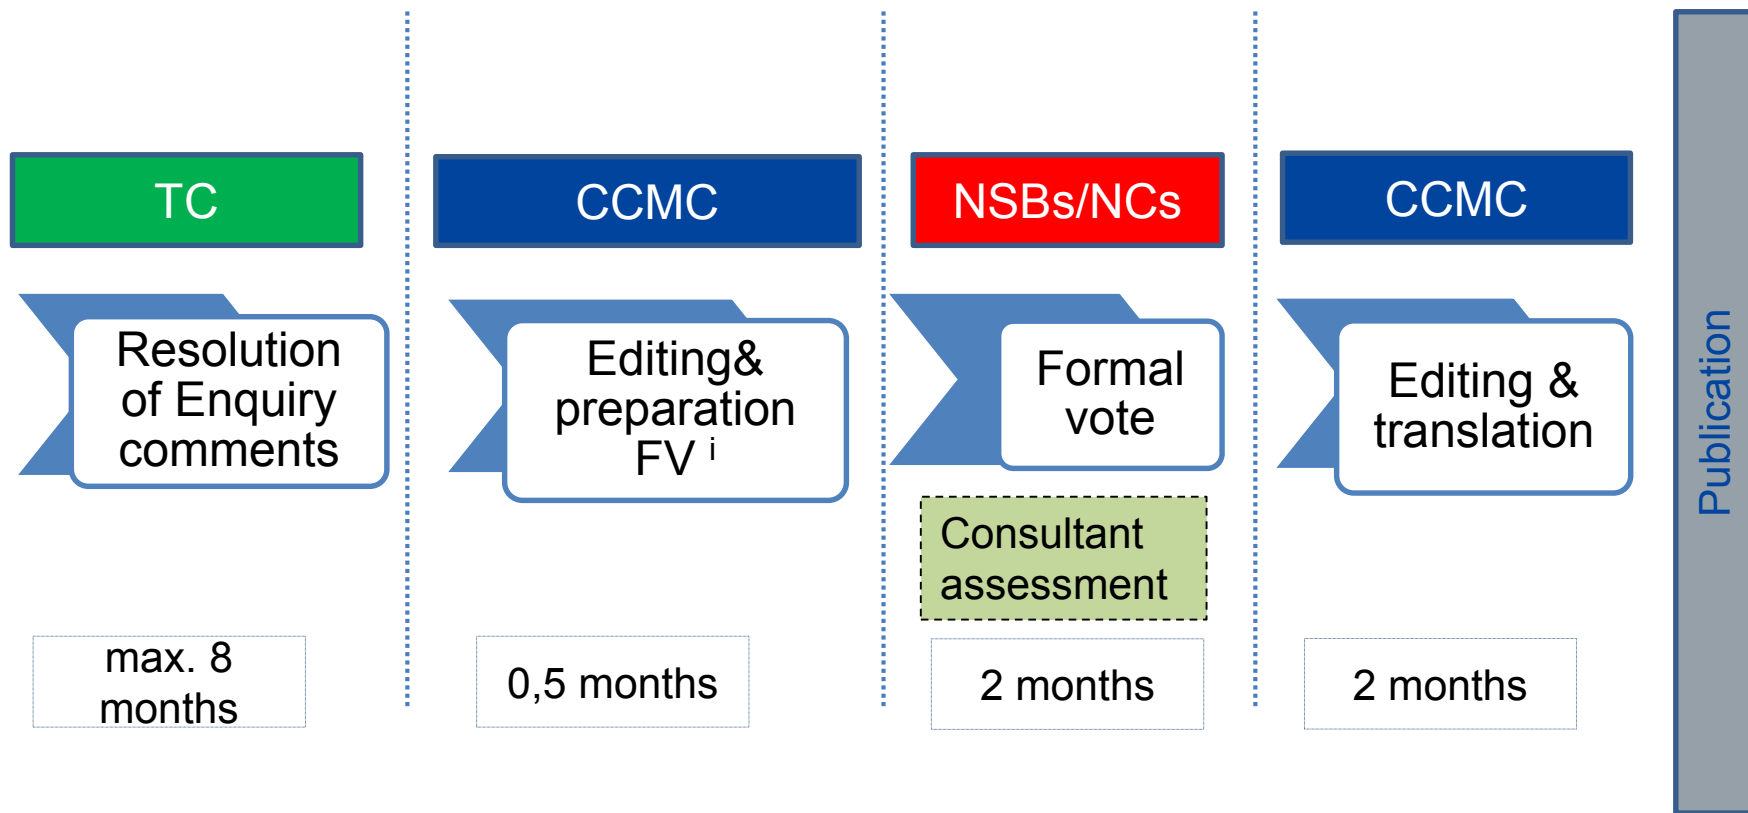 TC
CCMC
NSBs/NCs
CCMC
Resolution
of Enquiry
comments
Editing&
preparation
FV i
Formal
vote
Editing &
translation
Consultant
assessment
max. 8
months
0,5 months
2 months
2 months
Publication